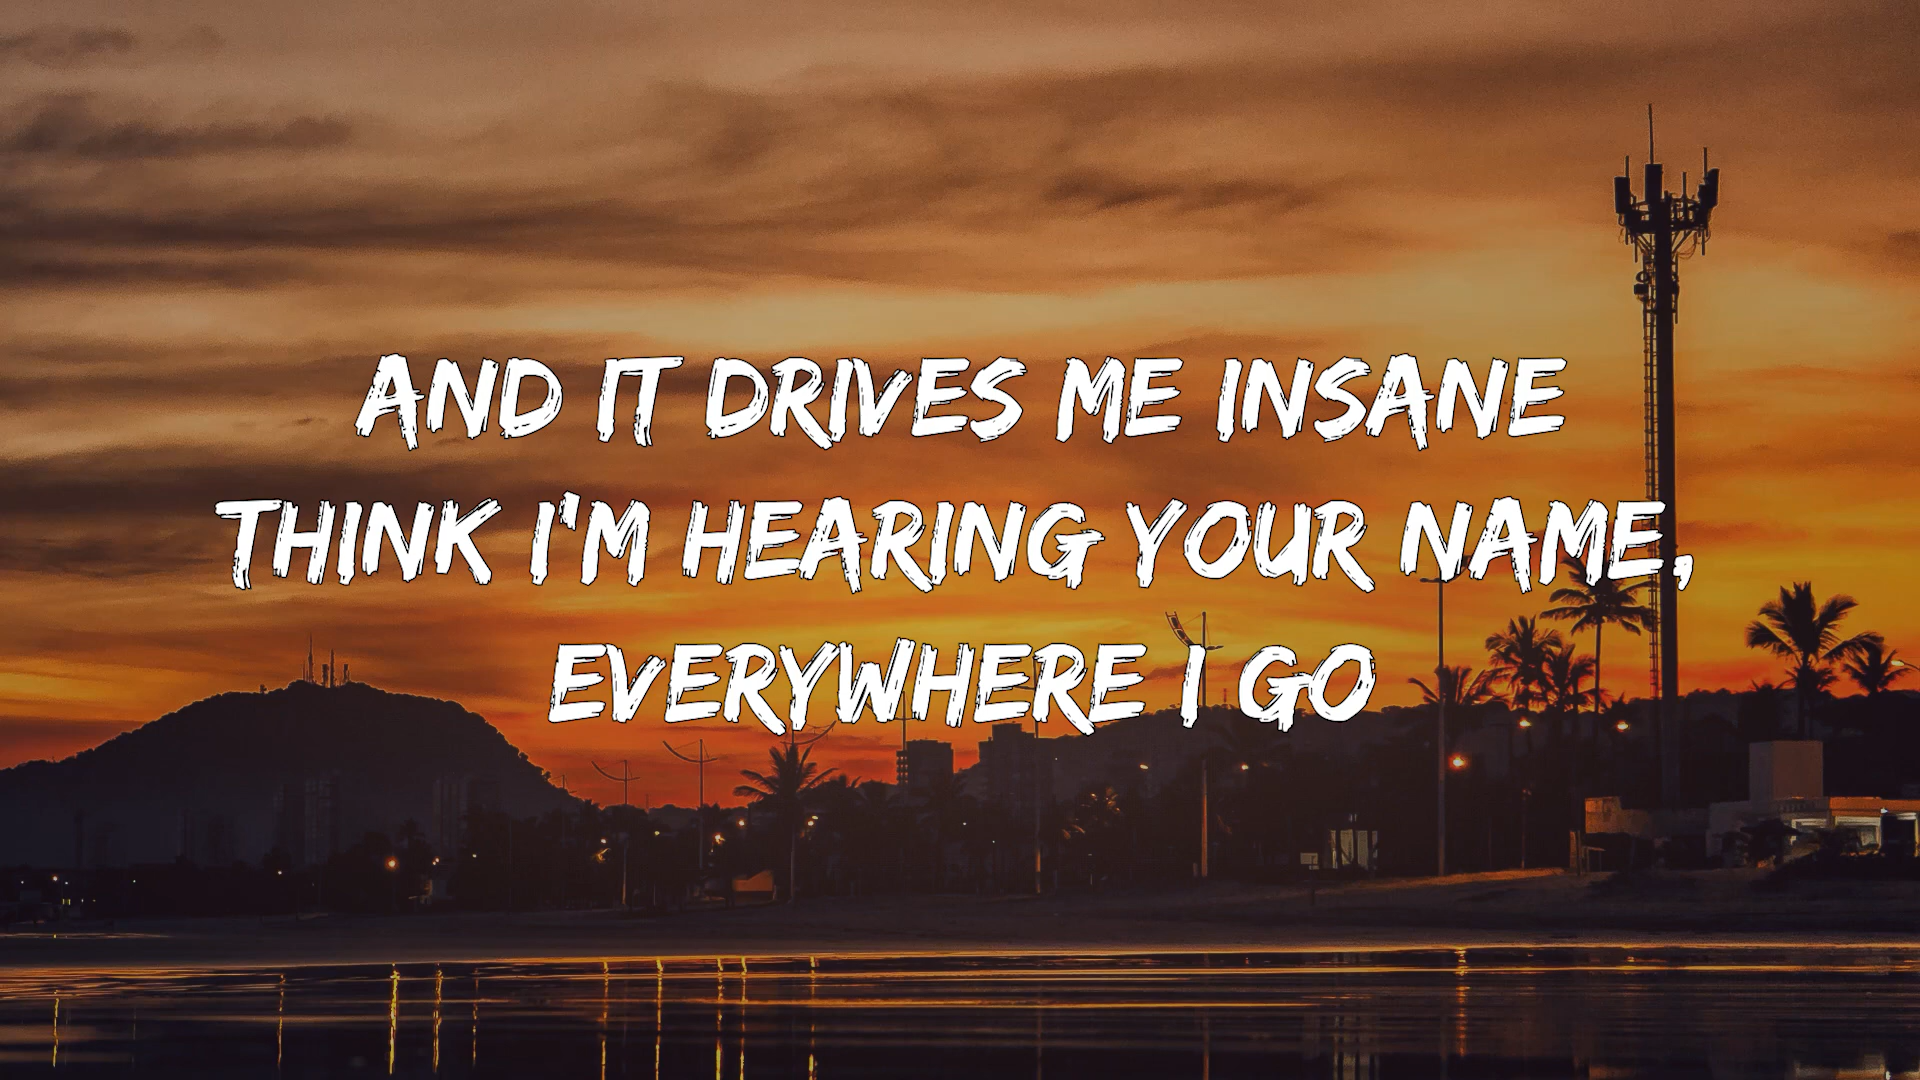 AND IT DRIVES ME INSANE
THINK I'M HEARING YOUR NAME,
EVERYWHERE I GO